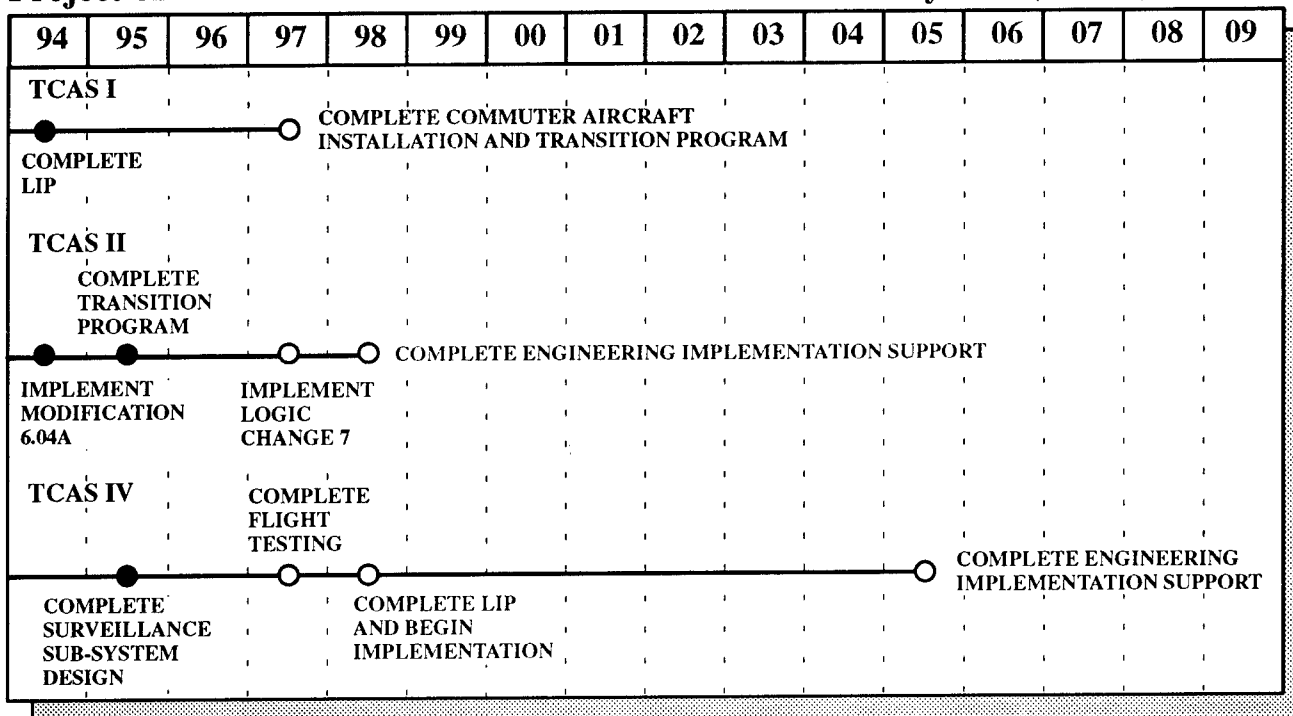 94 95 96 97 98 99 00 01 02 03 04 05 06 07 08 09
TCAS I
COMPLETE COMMUTER AIRCRAFT
INSTALLATION AND TRANSITION PROGRAM
COMPLETE
LIP
TCAS II
COMPLETE
TRANSITION
PROGRAM
COMPLETE ENGINEERING IMPLEMENTATION SUPPORT
IMPLEMENT
MODIFICATION
6.04A
IMPLEMENT
LOGIC
CHANGE 7
TCAS IV
COMPLETE
FLIGHT
TESTING
COMPLETE ENGINEERING
IMPLEMENTATION SUPPORT
COMPLETE
SURVEILLANCE
SUB-SYSTEM
DESIGN
COMPLETE LIP
AND BEGIN
IMPLEMENTATION